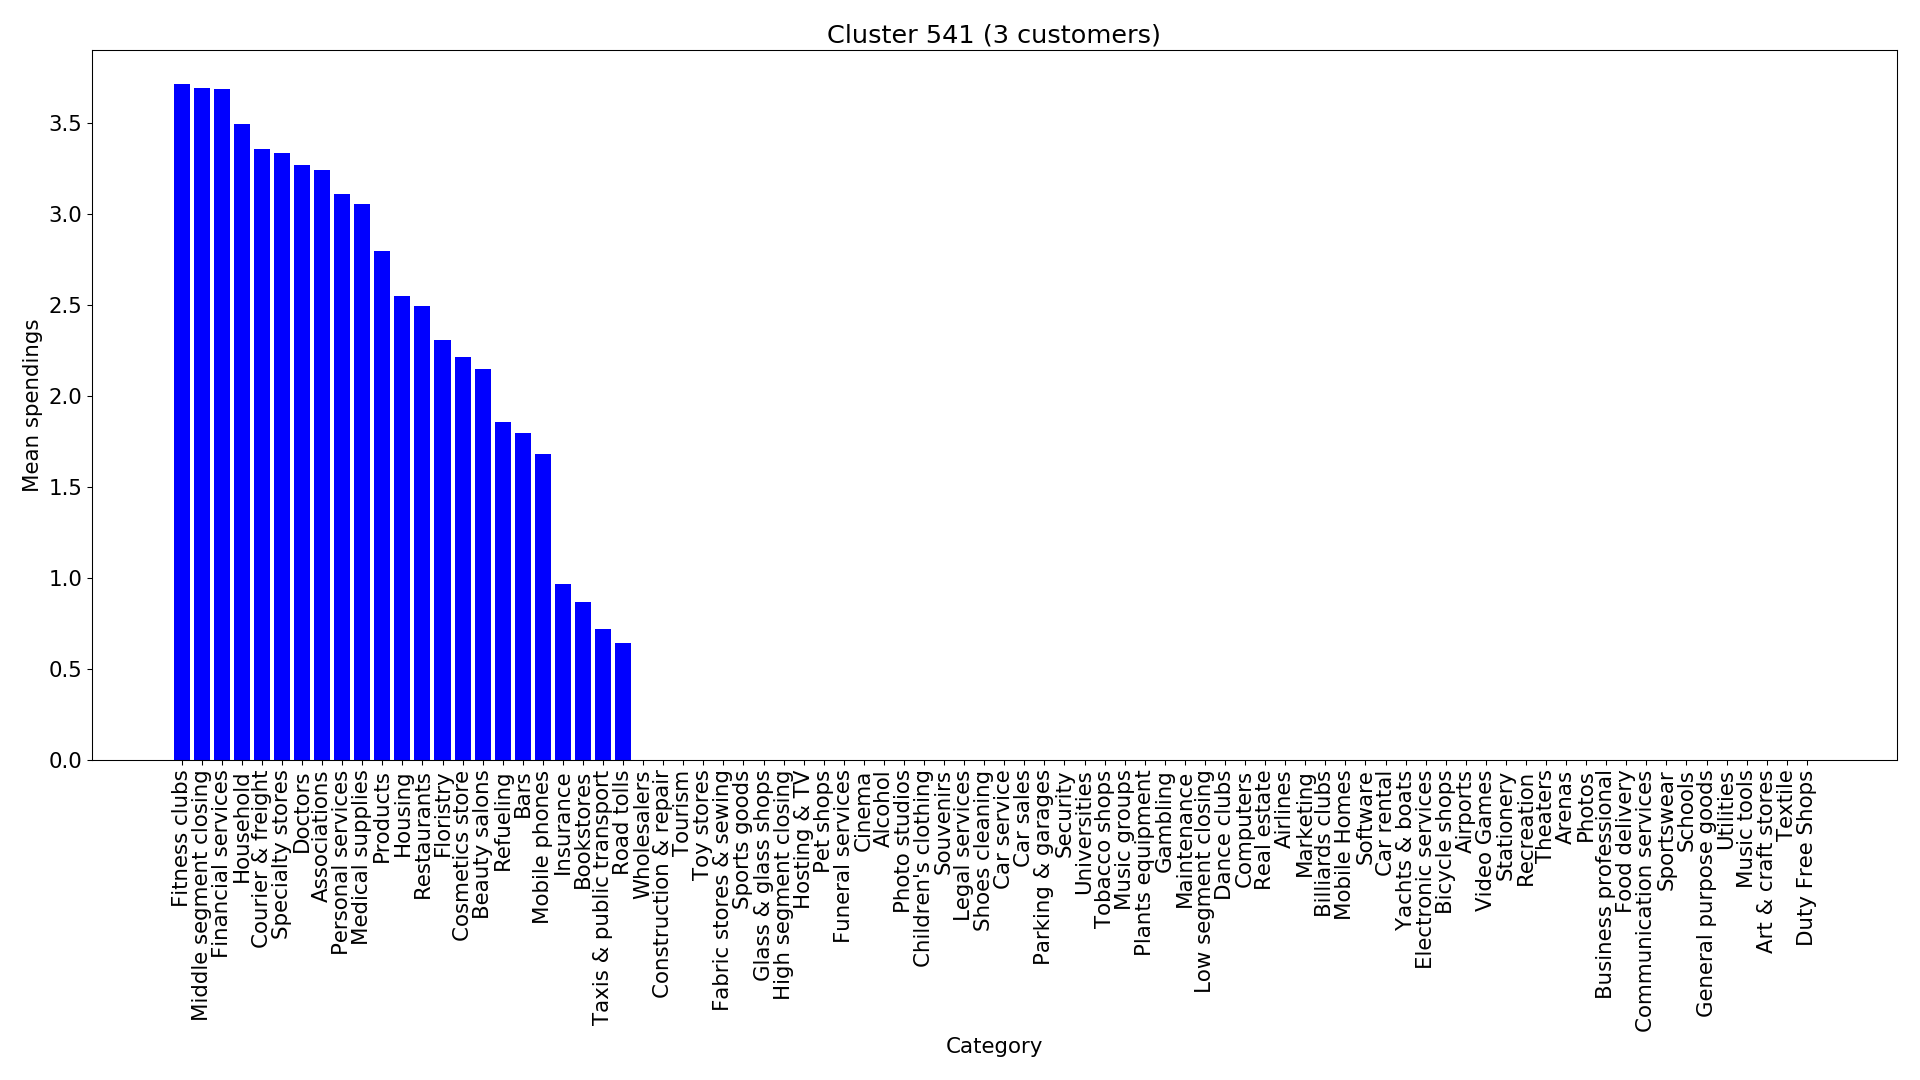 Cluster 541 (3 customers)
Mean spendings
3.5
3.0
2.5
2.0
1.5
1.0
0.5
0.0
Fitness clubs
Middle segment closing
Financial services
Household
Courier & freight
Specialty stores
Doctors
Associations
Personal services
Medical supplies
Products
Housing
Restaurants
Floristry
Cosmetics store
Beauty salons
Refueling
Bars
Mobile phones
Insurance
Bookstores
Taxis & public transport
Road tolls
Wholesalers
Construction & repair
Tourism
Toy stores
Fabric stores & sewing
Sports goods
Glass & glass shops
High segment closing
Hosting & TV
Pet shops
Funeral services
Cinema
Alcohol
Photo studios
Children's clothing
Souvenirs
Legal services
Shoes cleaning
Car service
Car sales
Parking & garages
Security
Universities
Tobacco shops
Music groups
Plants equipment
Gambling
Maintenance
Low segment closing
Dance clubs
Computers
Real estate
Airlines
Marketing
Billiards clubs
Mobile Homes
Software
Car rental
Yachts & boats
Electronic services
Bicycle shops
Airports
Video Games
Stationery
Recreation
Theaters
Arenas
Photos
Business professional
Food delivery
Communication services
Sportswear
Schools
General purpose goods
Utilities
Music tools
Art & craft stores
Textile
Duty Free Shops
Category